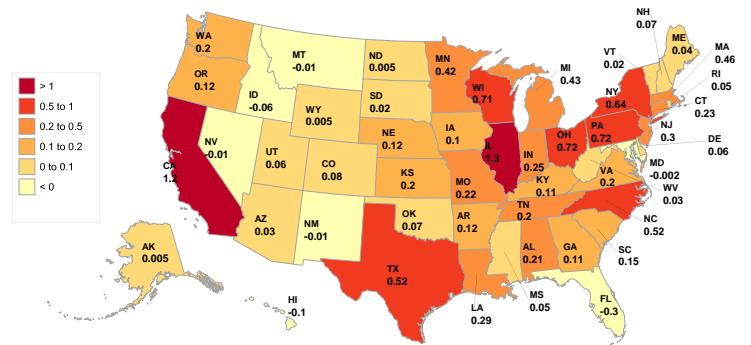 > 1
0.5 to 1
0.2 to 0.5
0.1 to 0.2
0 to 0.1
< 0
WA
0.2
OR
0.12
CA
1.2
NV
-0.01
ID
-0.06
MT
-0.01
WY
0.005
UT
0.06
CO
0.08
AZ
0.03
NM
-0.01
ND
0.005
SD
0.02
NE
0.12
KS
0.2
OK
0.07
TX
0.52
MN
0.42
IA
0.1
MO
0.22
AR
0.12
LA
0.29
WI
0.71
IL
1.3
MI
0.43
IN
0.25
OH
0.72
KY
0.11
TN
0.2
MS
0.05
AL
0.21
GA
0.11
FL
-0.3
SC
0.15
NC
0.52
VA
0.2
WV
0.03
MD
-0.002
DE
0.06
NJ
0.3
PA
0.72
NY
0.64
CT
0.23
RI
0.05
MA
0.46
ME
0.04
NH
0.07
VT
0.02
AK
0.005
HI
-0.1